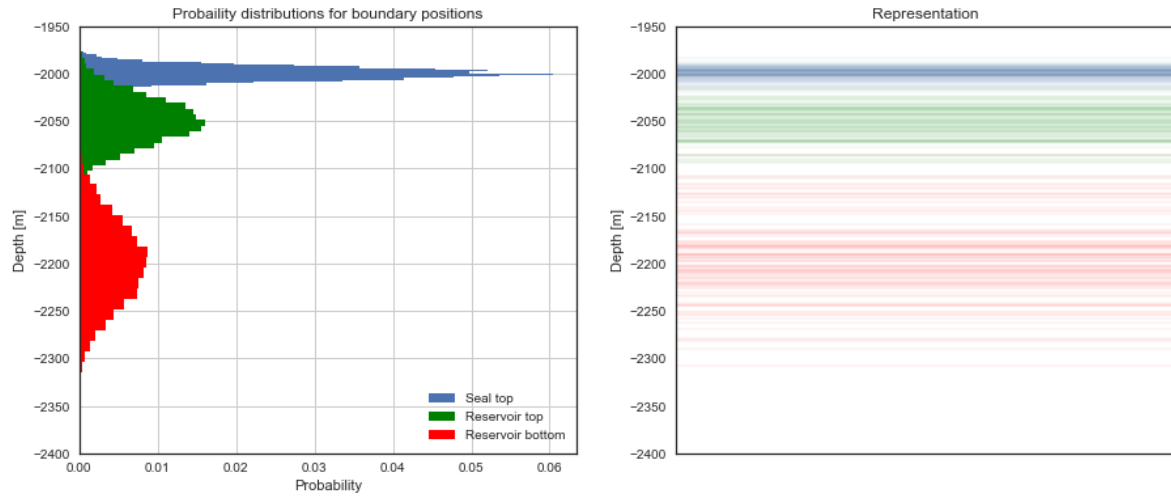 Probaility distributions for boundary positions
−1950
−2000
−2050
−2100
−2150
−2200
−2250
−2300
−2350
−2400
Depth [m]
0.00 0.01 0.02 0.03 0.04 0.05 0.06
Probability
Seal top
Reservoir top
Reservoir bottom
Representation
−1950
−2000
−2050
−2100
−2150
−2200
−2250
−2300
−2350
−2400
Depth [m]